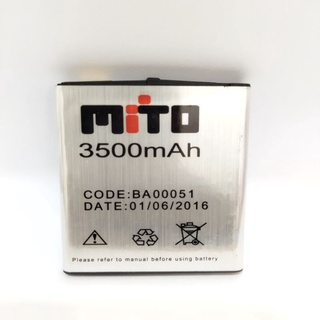 MiTO
3500mAh
CODE:BA00051
DATE:01/06/2016
Please refer to manual before using battery